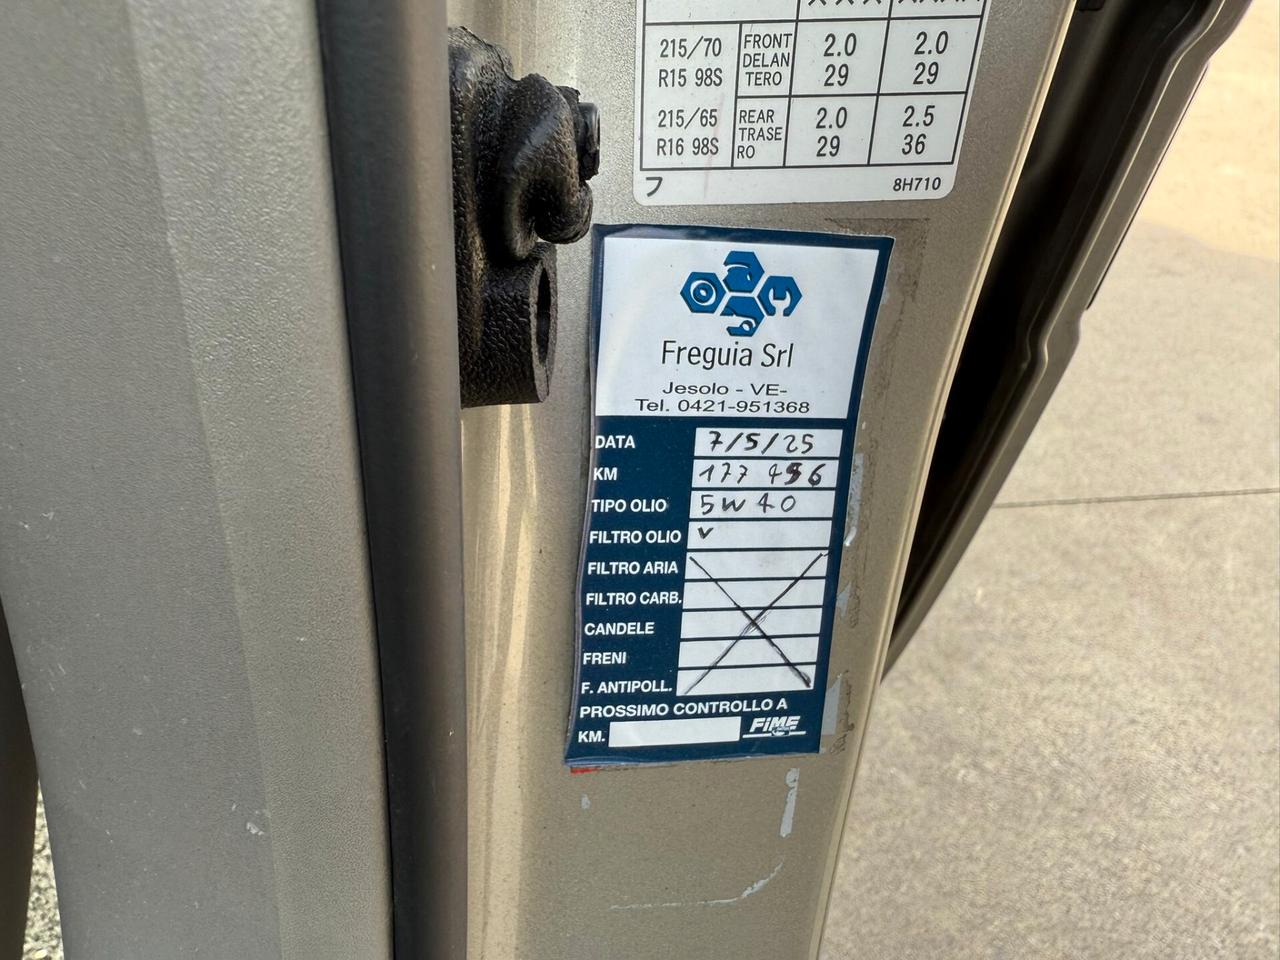 215/70 R15 98S FRONT DELAN TERO 2.0 29 2.0 29
215/65 R16 98S REAR TRASE RO 2.0 29 2.5 36
フ 8H710
Freguia Srl
Jesolo - VE-
Tel. 0421-951368
DATA 7/5/25
KM 177 456
TIPO OLIO 5W40
FILTRO OLIO v
FILTRO ARIA
FILTRO CARB.
CANDELE
FRENI
F. ANTIPOLL.
PROSSIMO CONTROLLO A
KM. FiME